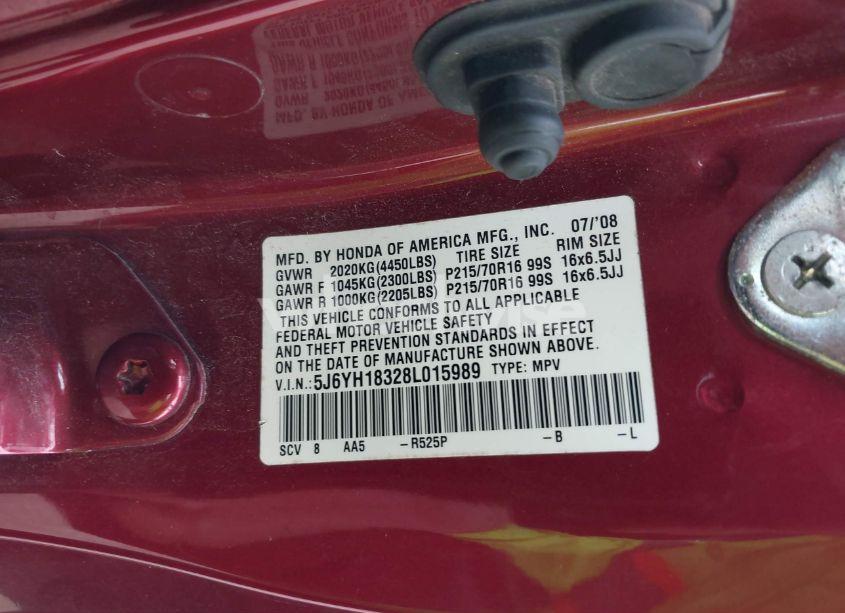 MFD. BY HONDA OF AMERICA MFG., INC. 07/'08
GVWR 2020KG(4450LBS) TIRE SIZE RIM SIZE
GAWR F 1045KG(2300LBS) P215/70R16 99S 16x6.5JJ
GAWR R 1000KG(2205LBS) P215/70R16 99S 16x6.5JJ
THIS VEHICLE CONFORMS TO ALL APPLICABLE
FEDERAL MOTOR VEHICLE SAFETY
AND THEFT PREVENTION STANDARDS IN EFFECT
ON THE DATE OF MANUFACTURE SHOWN ABOVE.
V.I.N.:5J6YH18328L015989 TYPE: MPV
SCV 8 AA5 -R525P -B -L